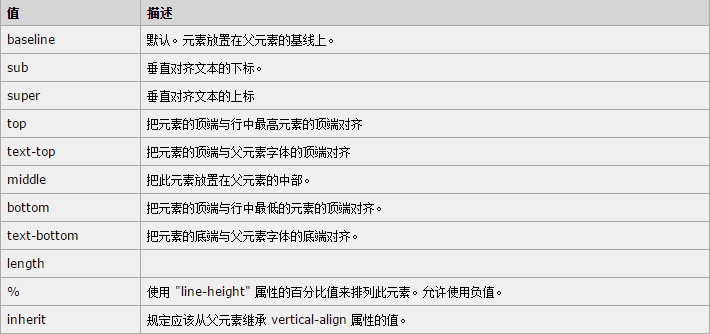 值 描述
baseline 默认。元素放置在父元素的基线上。
sub 垂直对齐文本的下标。
super 垂直对齐文本的上标
top 把元素的顶端与行中最高元素的顶端对齐
text-top 把元素的顶端与父元素字体的顶端对齐
middle 把此元素放置在父元素的中部。
bottom 把元素的顶端与行中最低的元素的顶端对齐。
text-bottom 把元素的底端与父元素字体的底端对齐。
length
% 使用 "line-height" 属性的百分比值来排列此元素。允许使用负值。
inherit 规定应该从父元素继承 vertical-align 属性的值。